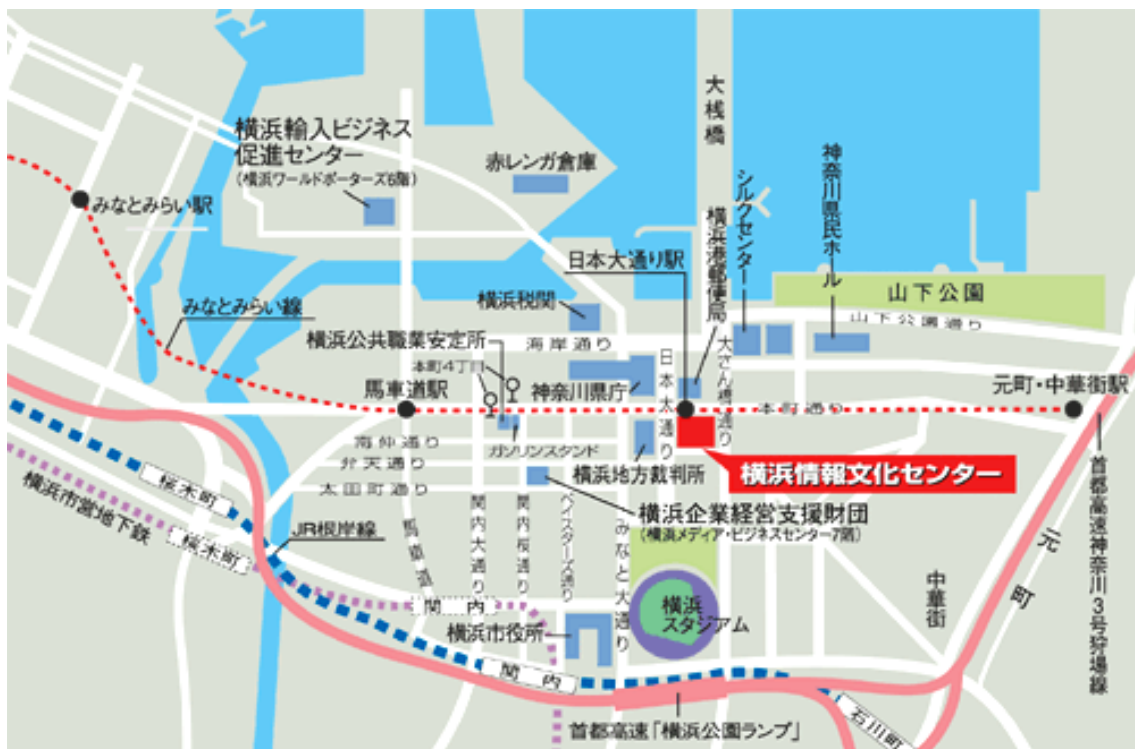 大桟橋
横浜輸入ビジネス
促進センター
(横浜ワールドポーターズ6階)
赤レンガ倉庫
シルクセンター
神奈川県民ホール
みなとみらい駅
横浜港郵便局
日本大通り駅
山下公園
みなとみらい線
横浜税関
山下公園通り
横浜公共職業安定所
海岸通り
本町4丁目
馬車道駅
神奈川県庁
日本大通り
大さん橋通り
元町・中華街駅
本町通り
南仲通り
ガソリンスタンド
弁天通り
横浜地方裁判所
横浜情報文化センター
太田町通り
桜木町
横浜市営地下鉄
桜木町
横浜企業経営支援財団
(横浜メディア・ビジネスセンター7階)
JR根岸線
馬車道
関内大通り
関内桜通り
ベイスターズ通り
みなと大通り
首都高速神奈川3号狩場線
元町
中華街
関内
横浜
スタジアム
横浜市役所
関内
石川町
首都高速「横浜公園ランプ」